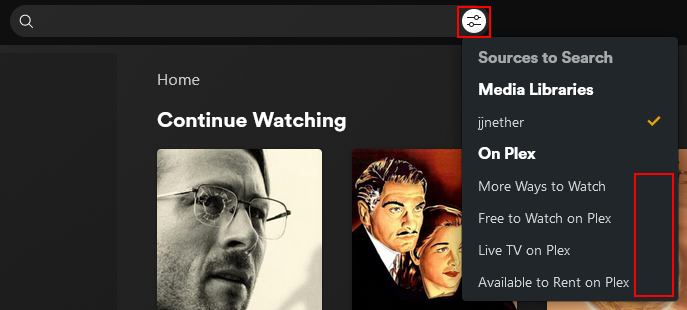 Sources to Search
Home
Media Libraries
Continue Watching
jjnether
On Plex
More Ways to Watch
Free to Watch on Plex
Live TV on Plex
Available to Rent on Plex